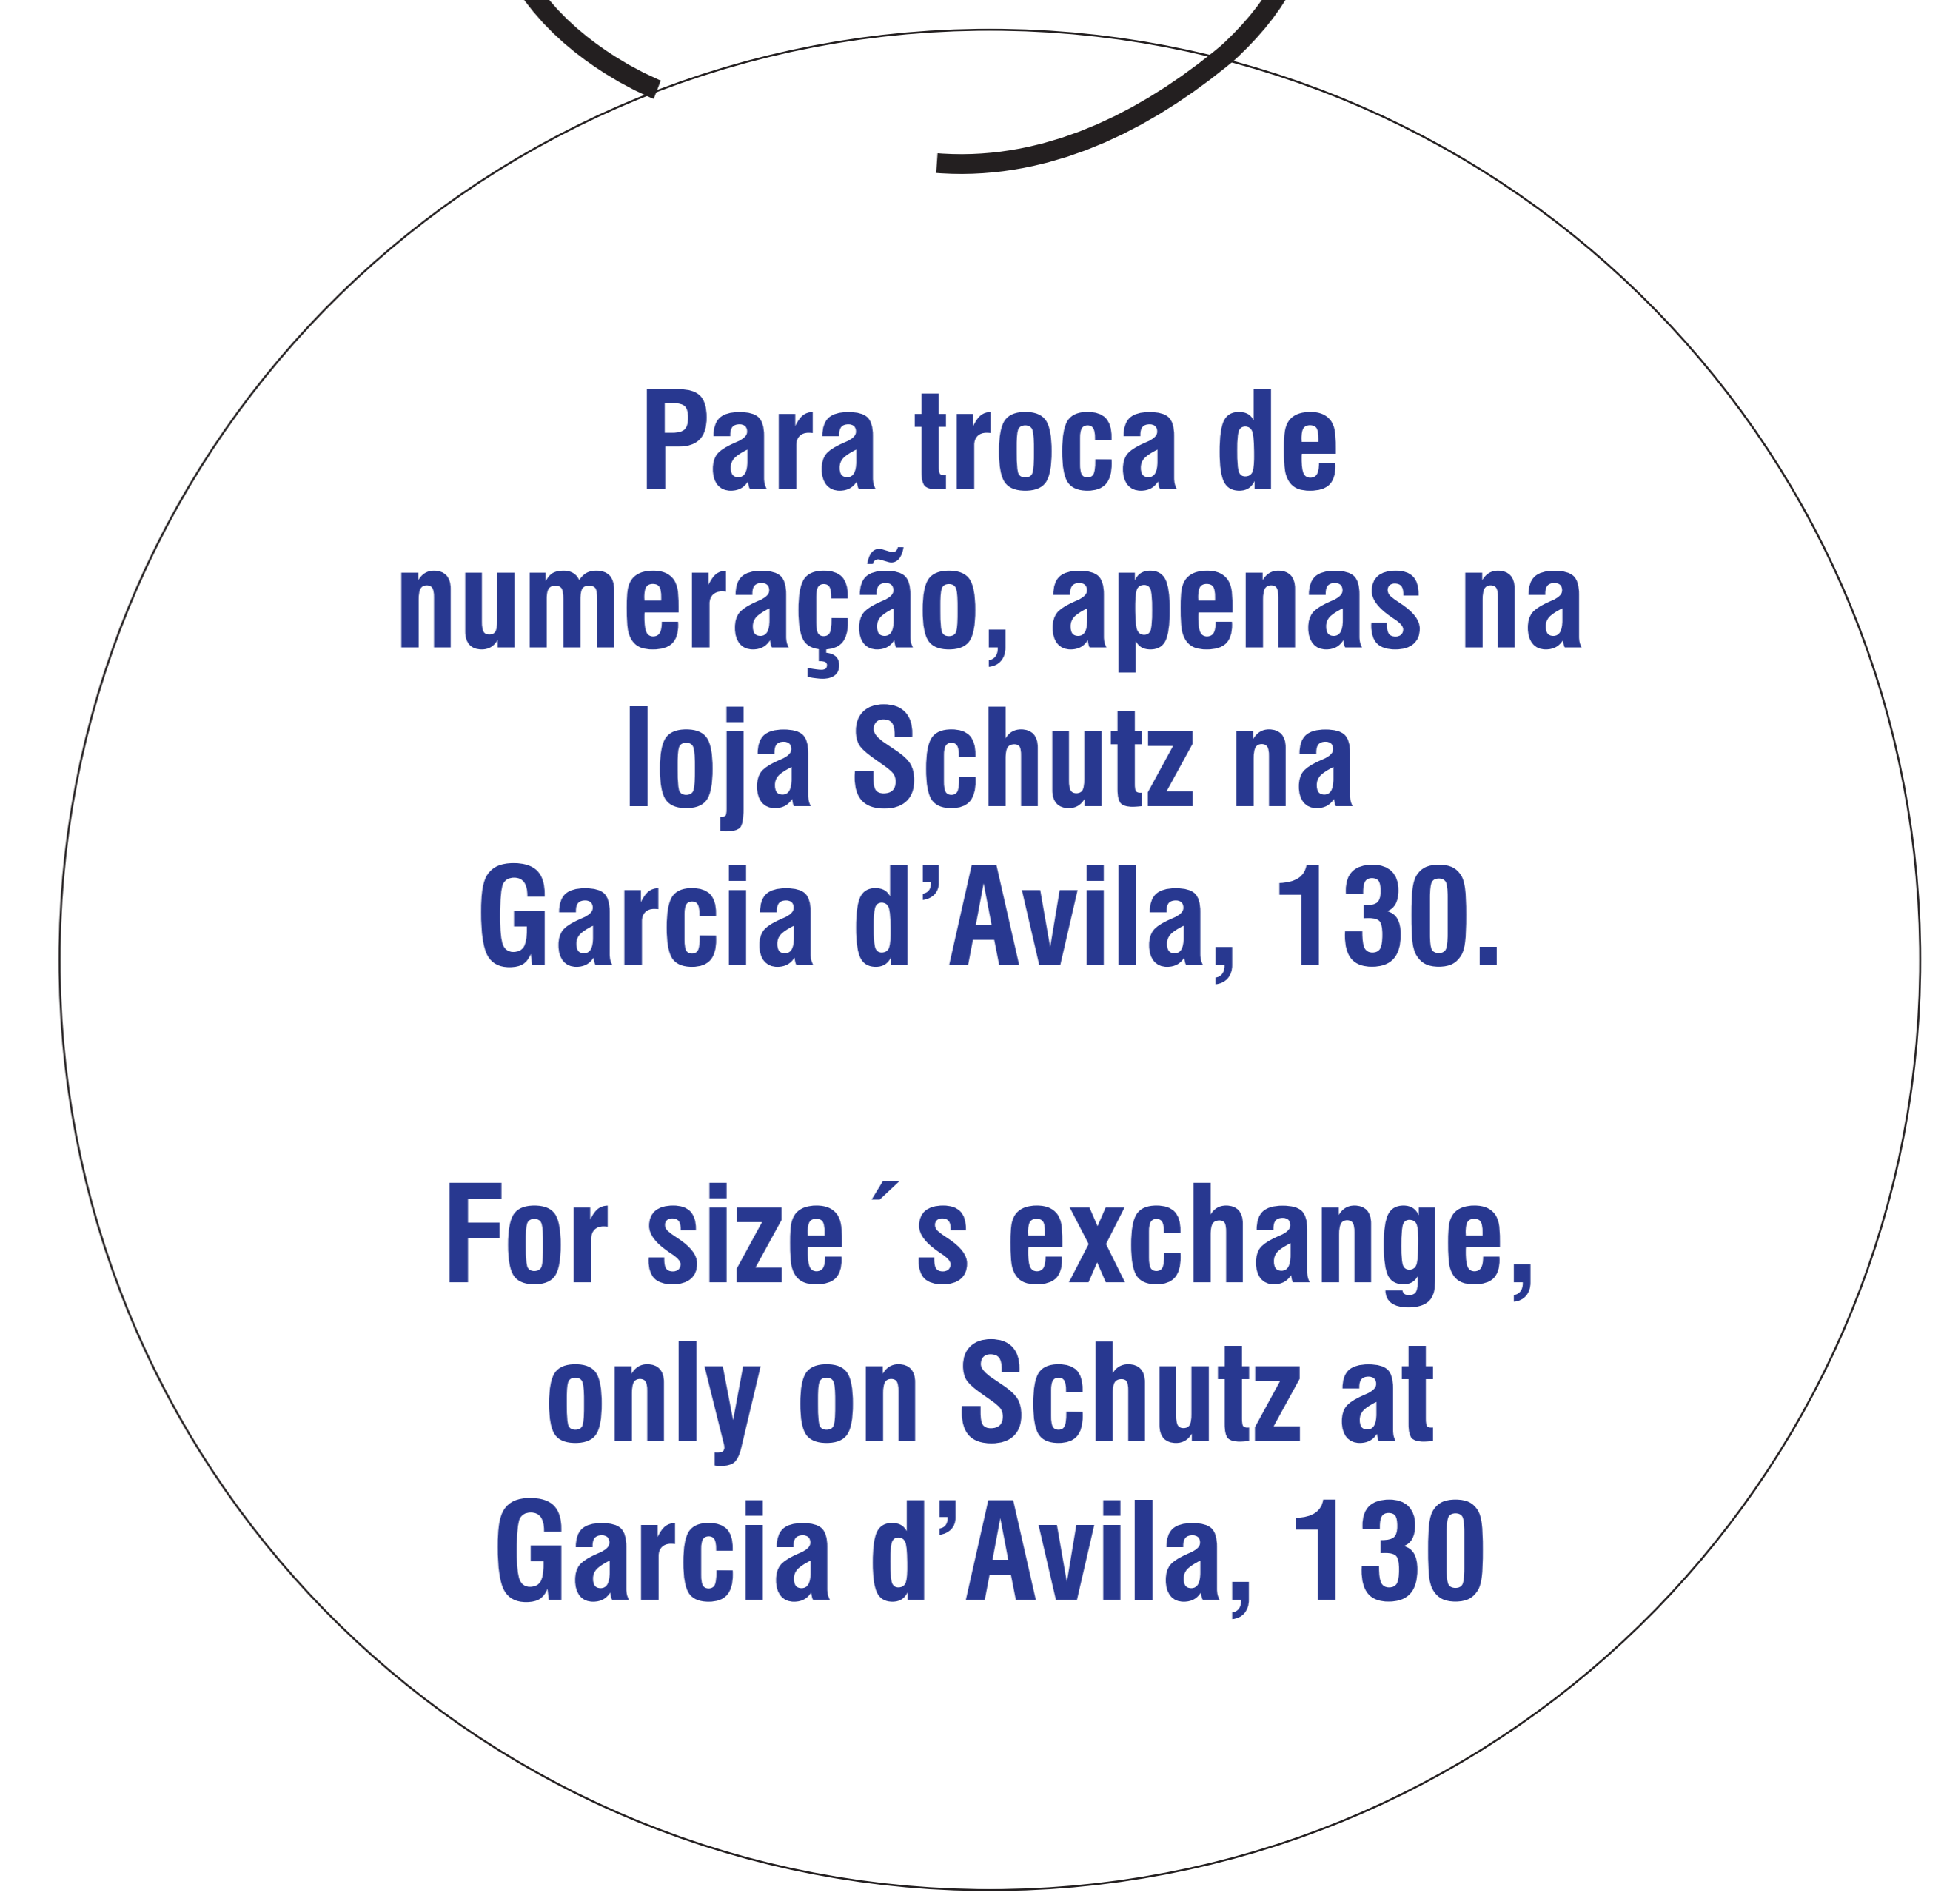 Para troca de
numeração, apenas na
loja Schutz na
Garcia d’Avila, 130.
For size´s exchange,
only on Schutz at
Garcia d’Avila, 130